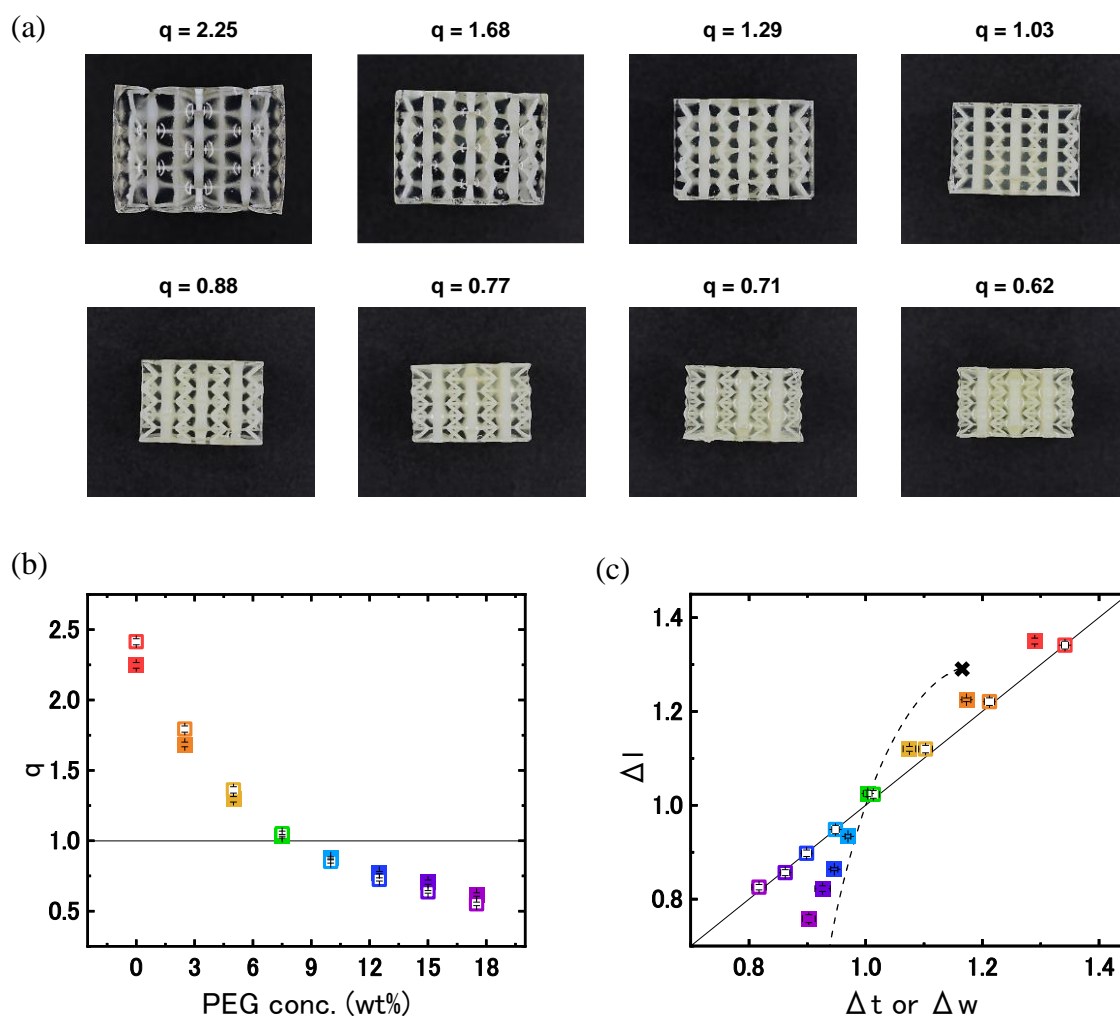 (a)
q = 2.25 q = 1.68 q = 1.29 q = 1.03
q = 0.88 q = 0.77 q = 0.71 q = 0.62
(b)
2.5
2.0
1.5
1.0
0.5
q
0 3 6 9 12 15 18
PEG conc. (wt%)
(c)
1.4
1.2
1.0
0.8
Δl
0.8 1.0 1.2 1.4
Δt or Δw